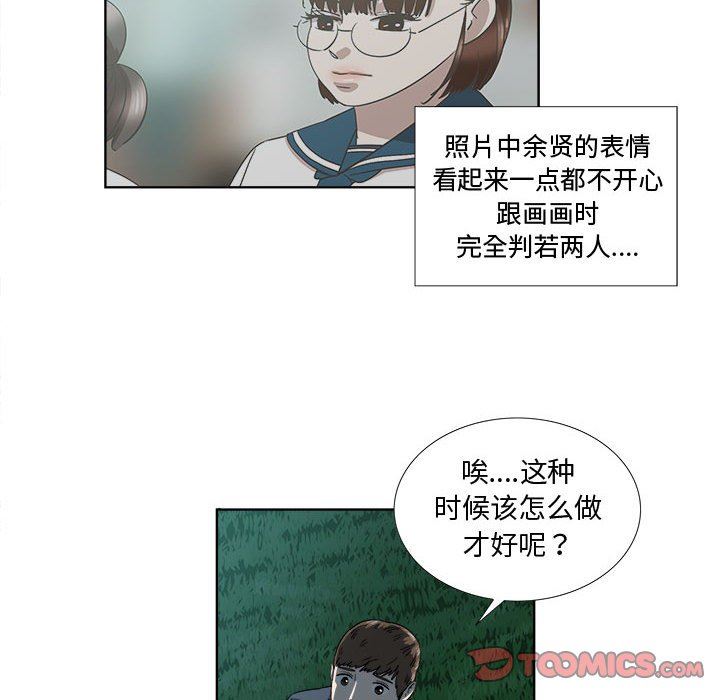 照片中余贤的表情
看起来一点都不开心
跟画画时
完全判若两人....
唉....这种
时候该怎么做
才好呢？
TOOMICS.COM